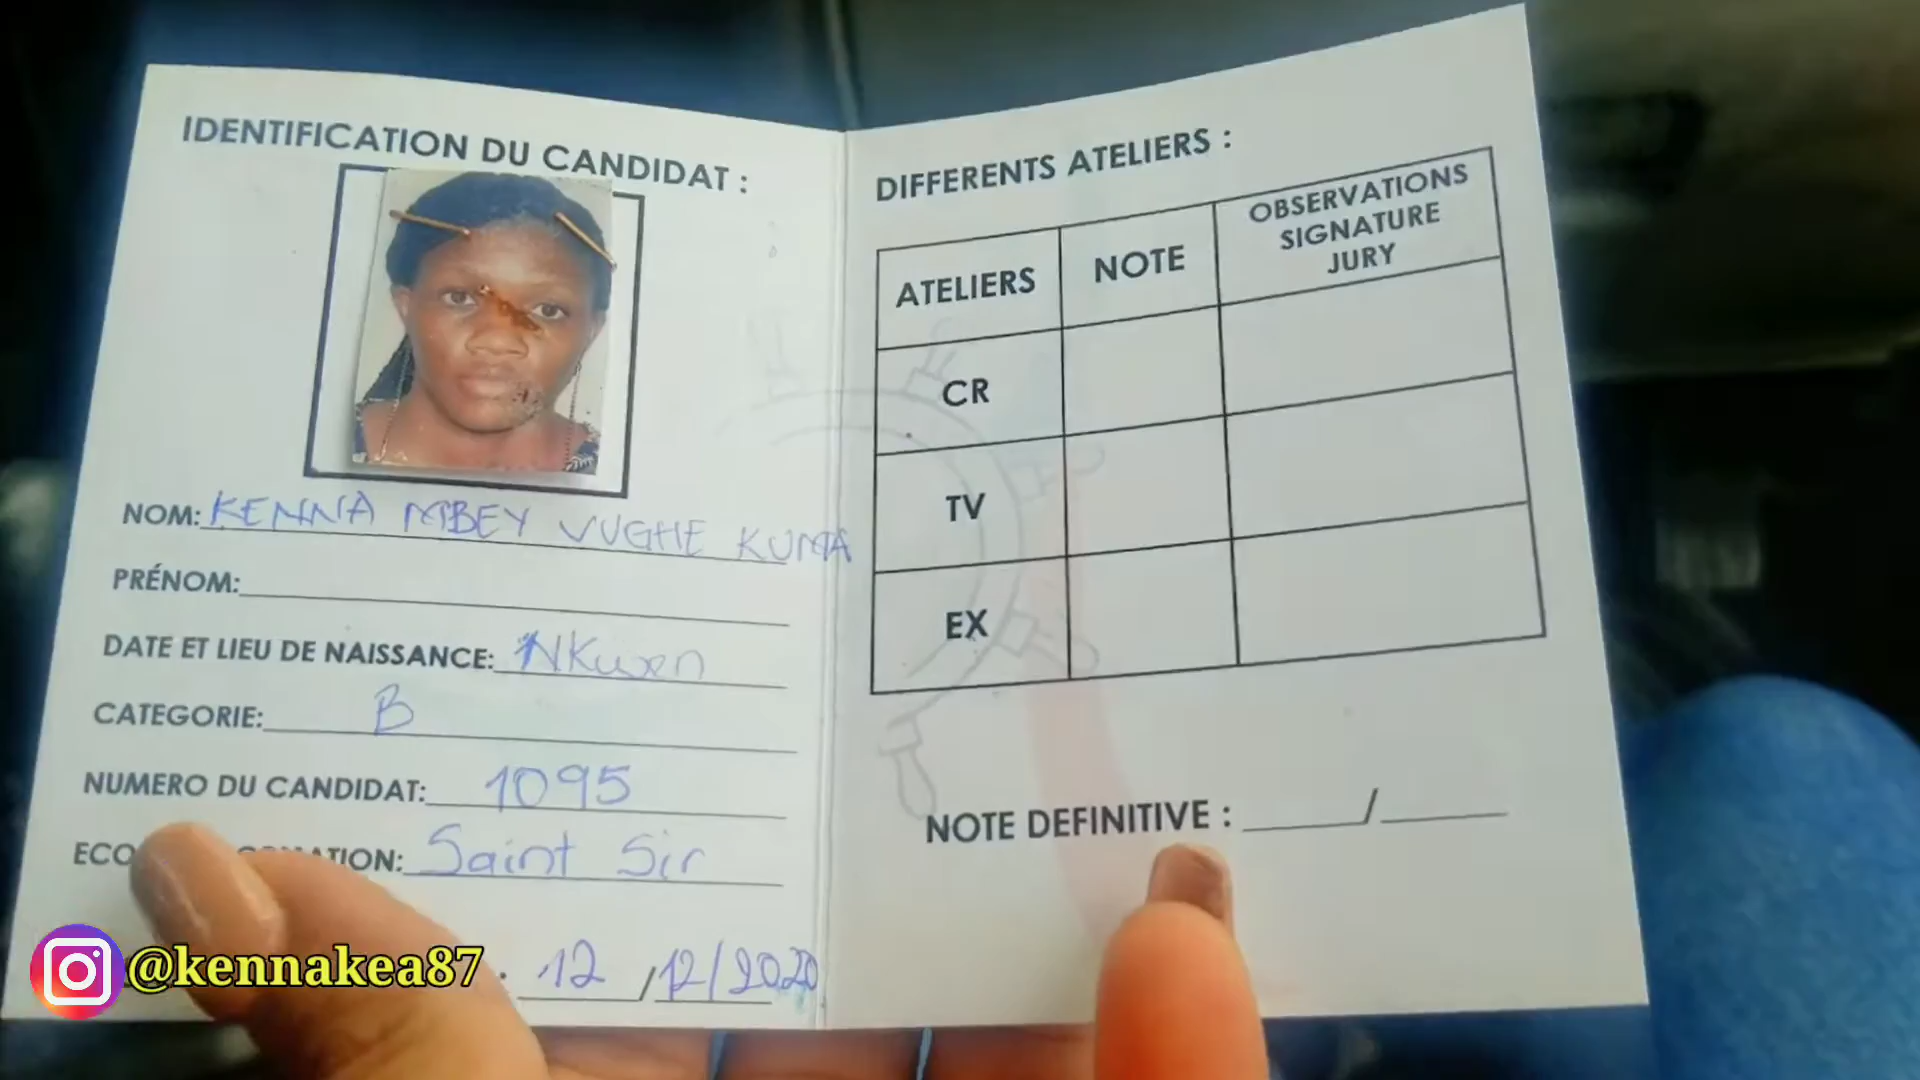 IDENTIFICATION DU CANDIDAT :
NOM: KENNA MBEY VUGHE KUMA
PRÉNOM:
DATE ET LIEU DE NAISSANCE: Nkwen
CATEGORIE: B
NUMERO DU CANDIDAT: 1095
ECO TION: Saint Sir
: 12 / 12/2020
@kennakea87
DIFFERENTS ATELIERS :
ATELIERS NOTE OBSERVATIONS
SIGNATURE
JURY
CR
TV
EX
NOTE DEFINITIVE : /